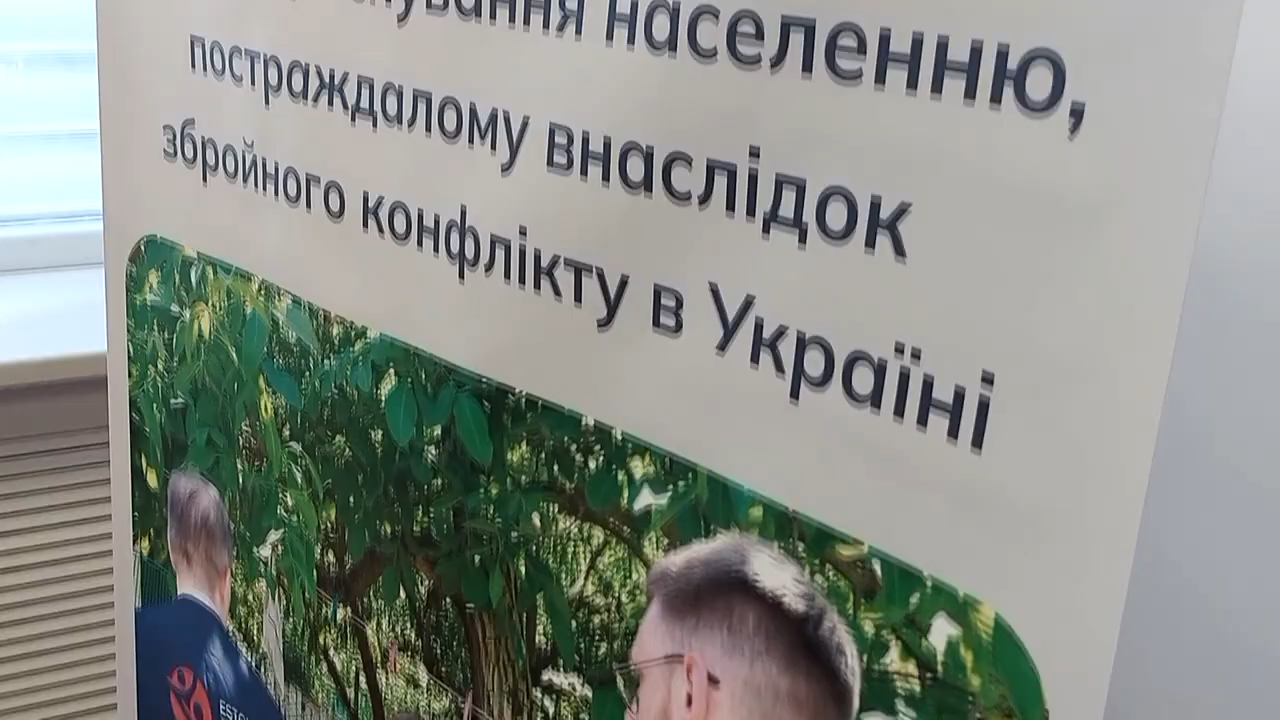 населенню,
постраждалому внаслідок
збройного конфлікту в Україні